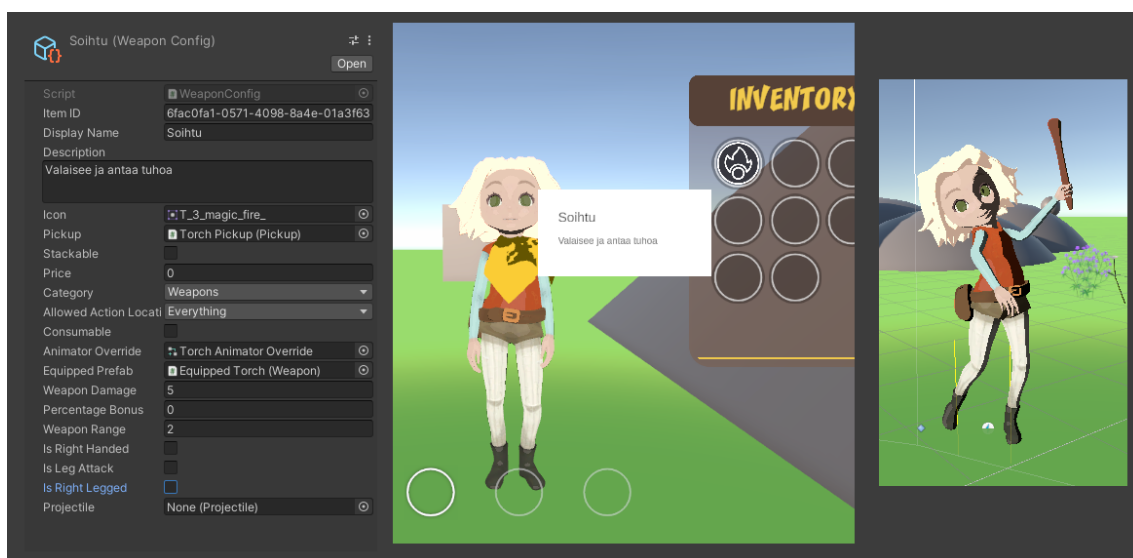 Soihtu (Weapon Config)
Open
Script WeaponConfig
Item ID 6fac0fa1-0571-4098-8a4e-01a3f63
Display Name Soihtu
Description
Valaisee ja antaa tuhoa
Icon T_3_magic_fire_
Pickup Torch Pickup (Pickup)
Stackable
Price 0
Category Weapons
Allowed Action Locati Everything
Consumable
Animator Override Torch Animator Override
Equipped Prefab Equipped Torch (Weapon)
Weapon Damage 5
Percentage Bonus 0
Weapon Range 2
Is Right Handed
Is Leg Attack
Is Right Legged
Projectile None (Projectile)
INVENTORY
Soihtu
Valaisee ja antaa tuhoa